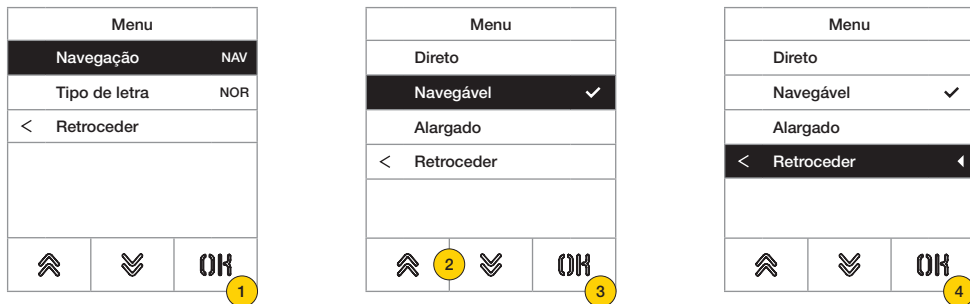 Menu
Navegação NAV
Tipo de letra NOR
< Retroceder
OK
1
Menu
Direto
Navegável ✓
Alargado
< Retroceder
2
OK
3
Menu
Direto
Navegável ✓
Alargado
< Retroceder
OK
4